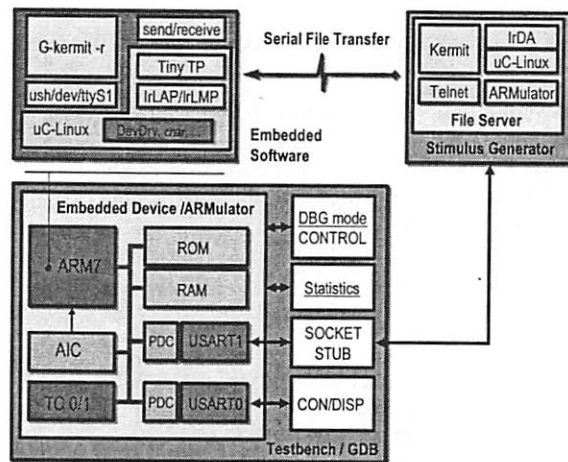 G-kermit -r
send/receive
Tiny TP
ush/dev/ttyS1
IrLAP/IrLMP
uC-Linux
DevDrv, char,...
Embedded
Software
Serial File Transfer
Kermit
IrDA
uC-Linux
Telnet
ARMulator
File Server
Stimulus Generator
Embedded Device /ARMulator
ARM7
ROM
RAM
AIC
PDC
USART1
TC 0/1
PDC
USART0
DBG mode
CONTROL
Statistics
SOCKET
STUB
CON/DISP
Testbench / GDB